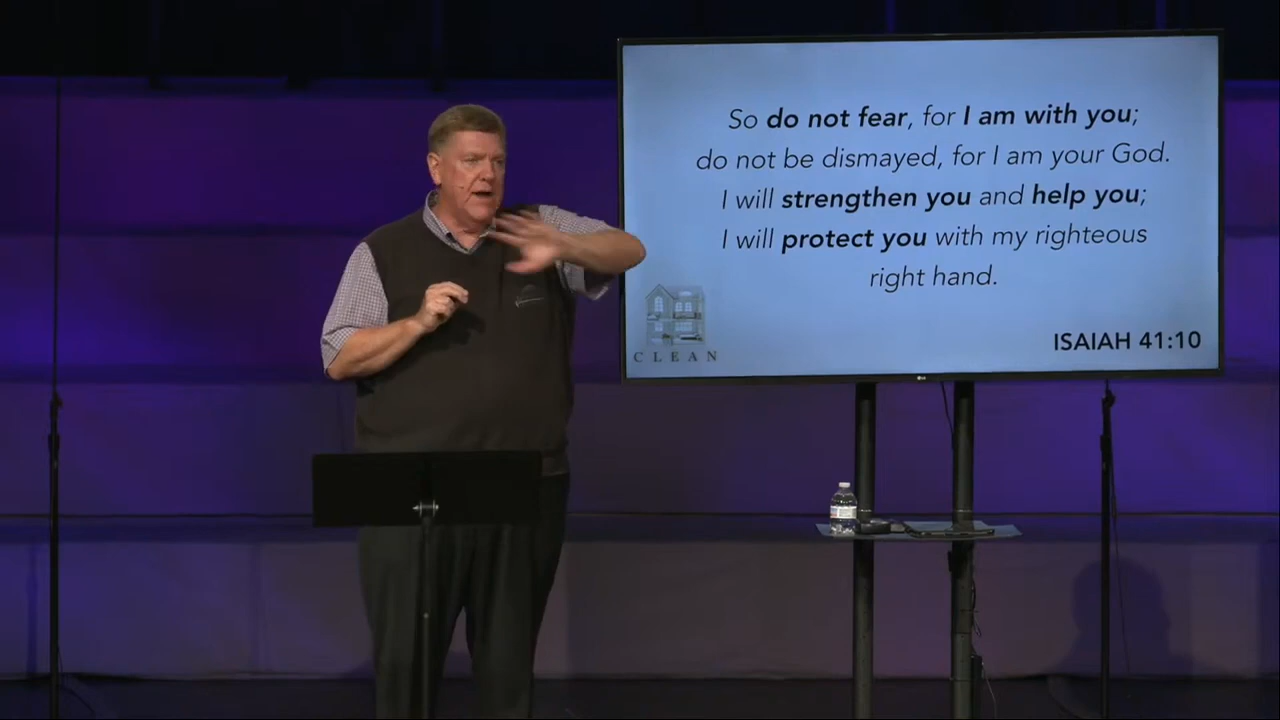 So do not fear, for I am with you;
do not be dismayed, for I am your God.
I will strengthen you and help you;
I will protect you with my righteous
right hand.
CLEAN
ISAIAH 41:10
LG